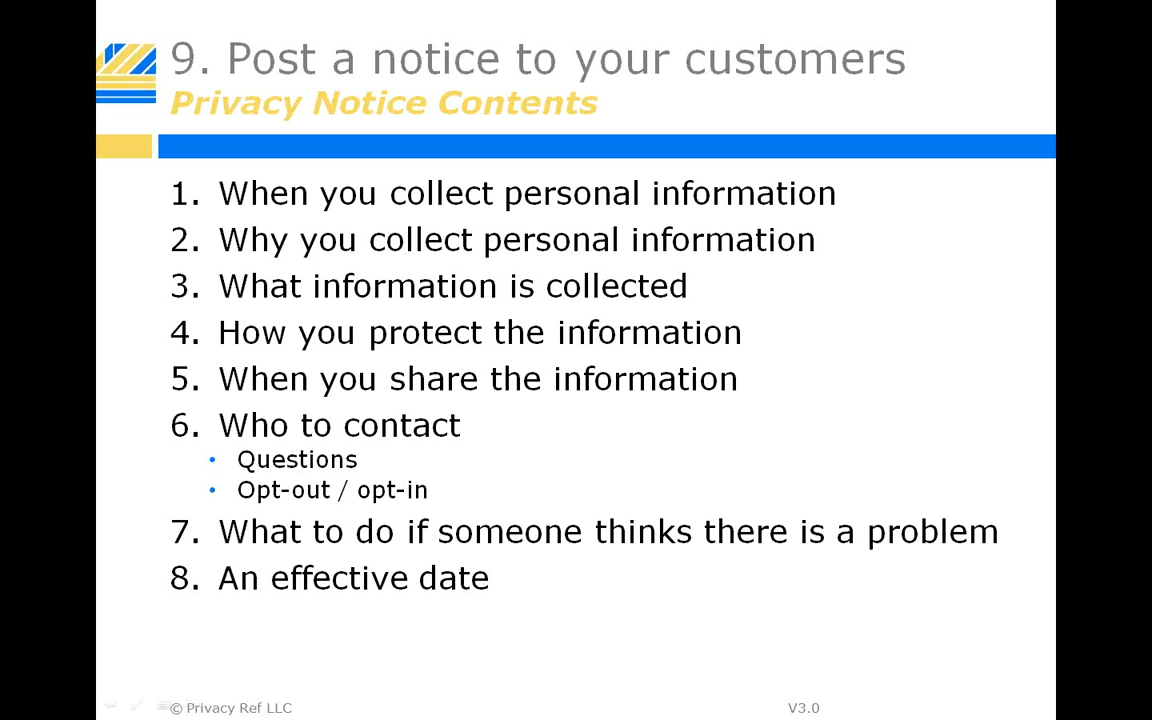 9. Post a notice to your customers
Privacy Notice Contents
1. When you collect personal information
2. Why you collect personal information
3. What information is collected
4. How you protect the information
5. When you share the information
6. Who to contact
• Questions
• Opt-out / opt-in
7. What to do if someone thinks there is a problem
8. An effective date
© Privacy Ref LLC V3.0